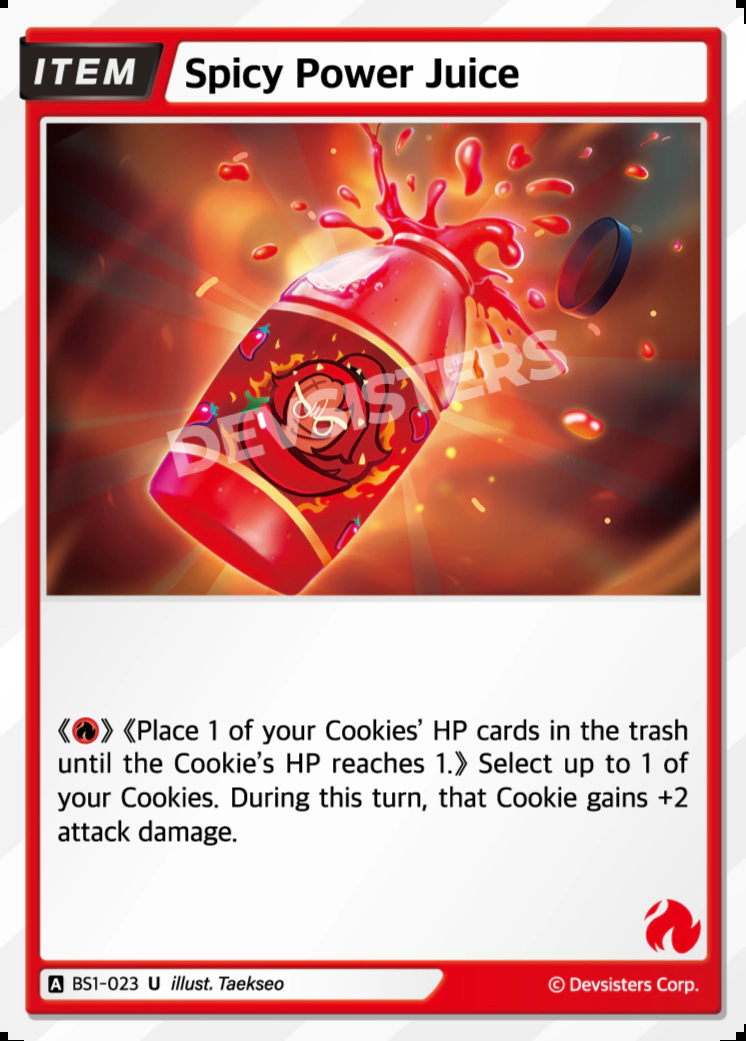 ITEM
Spicy Power Juice
DEVSISTERS
《🔥》《Place 1 of your Cookies’ HP cards in the trash
until the Cookie’s HP reaches 1.》 Select up to 1 of
your Cookies. During this turn, that Cookie gains +2
attack damage.
A BS1-023 U illust. Taekseo
© Devsisters Corp.